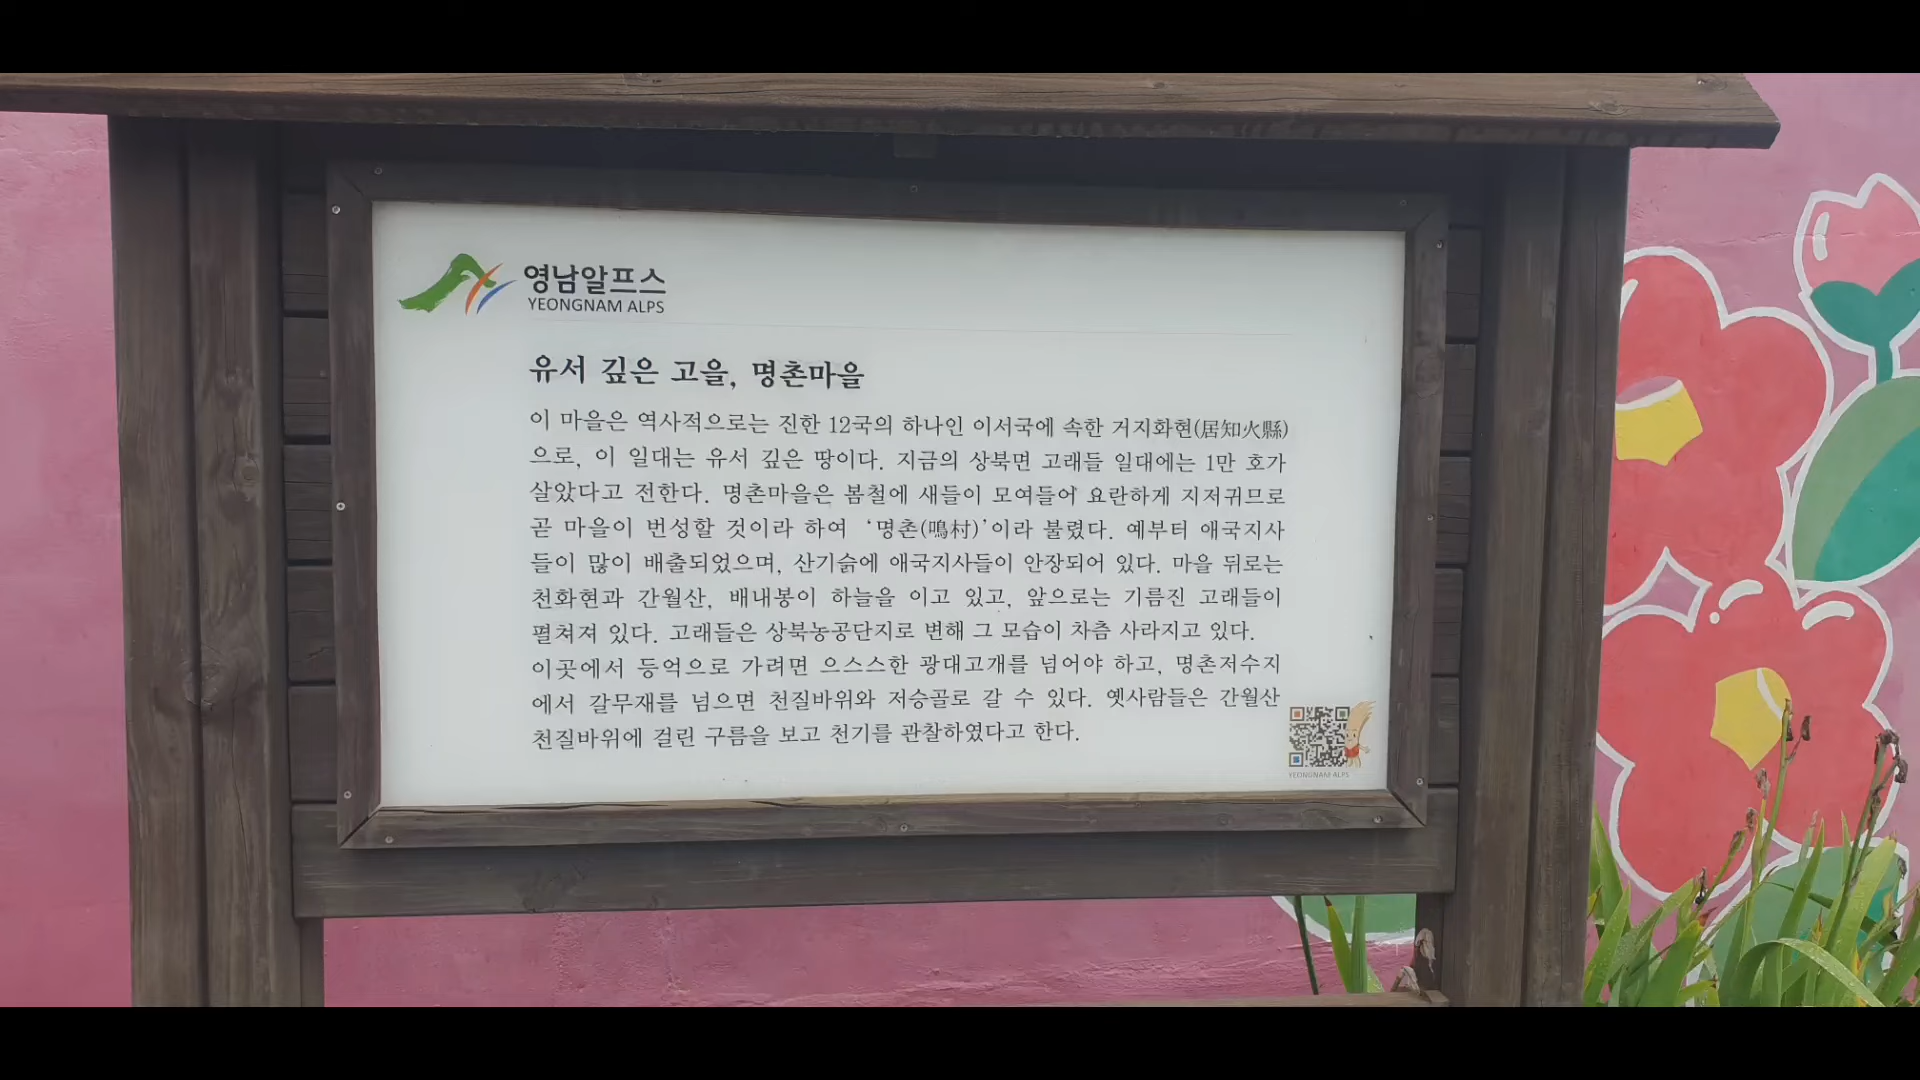 영남알프스
YEONGNAM ALPS
유서 깊은 고을, 명촌마을
이 마을은 역사적으로는 진한 12국의 하나인 이서국에 속한 거지화현(居知火縣)
으로, 이 일대는 유서 깊은 땅이다. 지금의 상북면 고래들 일대에는 1만 호가
살았다고 전한다. 명촌마을은 봄철에 새들이 모여들어 요란하게 지저귀므로
곧 마을이 번성할 것이라 하여 ‘명촌(鳴村)’이라 불렸다. 예부터 애국지사
들이 많이 배출되었으며, 산기슭에 애국지사들이 안장되어 있다. 마을 뒤로는
천화현과 간월산, 배내봉이 하늘을 이고 있고, 앞으로는 기름진 고래들이
펼쳐져 있다. 고래들은 상북농공단지로 변해 그 모습이 차츰 사라지고 있다.
이곳에서 등억으로 가려면 으스스한 광대고개를 넘어야 하고, 명촌저수지
에서 갈무재를 넘으면 천질바위와 저승골로 갈 수 있다. 옛사람들은 간월산
천질바위에 걸린 구름을 보고 천기를 관찰하였다고 한다.
YEONGNAM ALPS